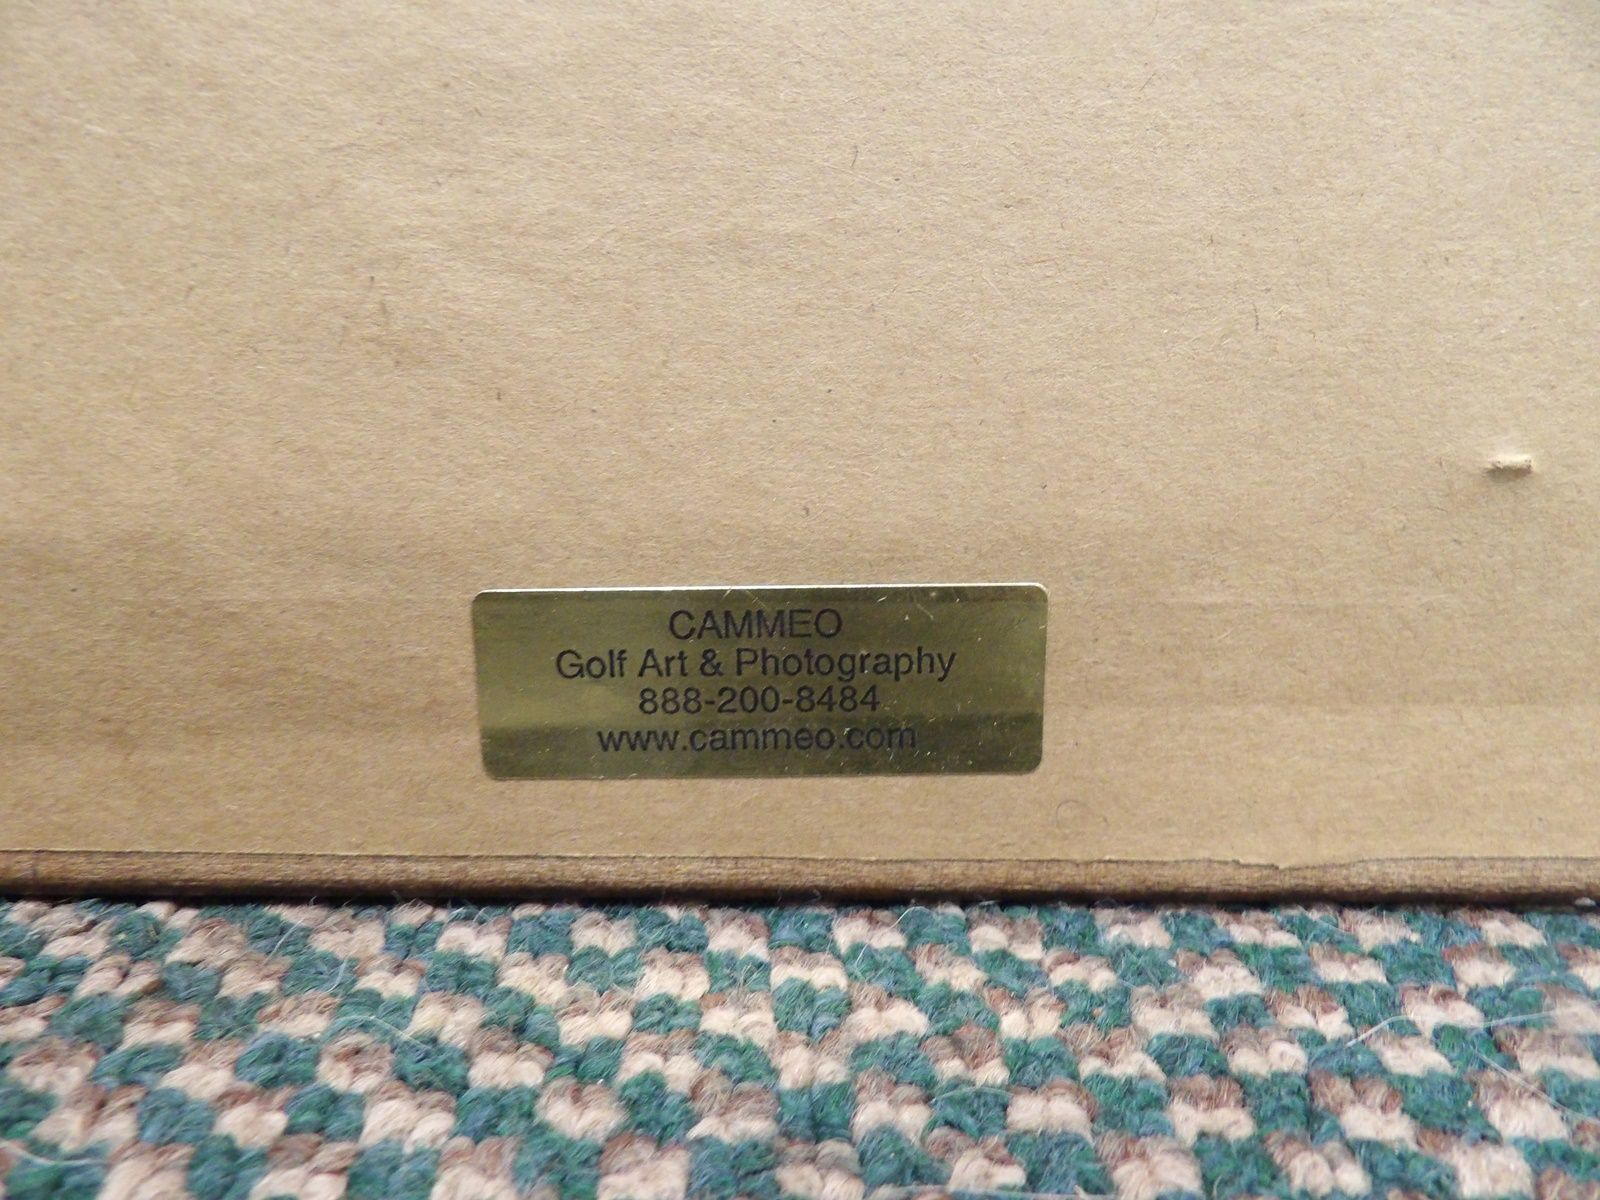 CAMMEO
Golf Art & Photography
888-200-8484
www.cammeo.com